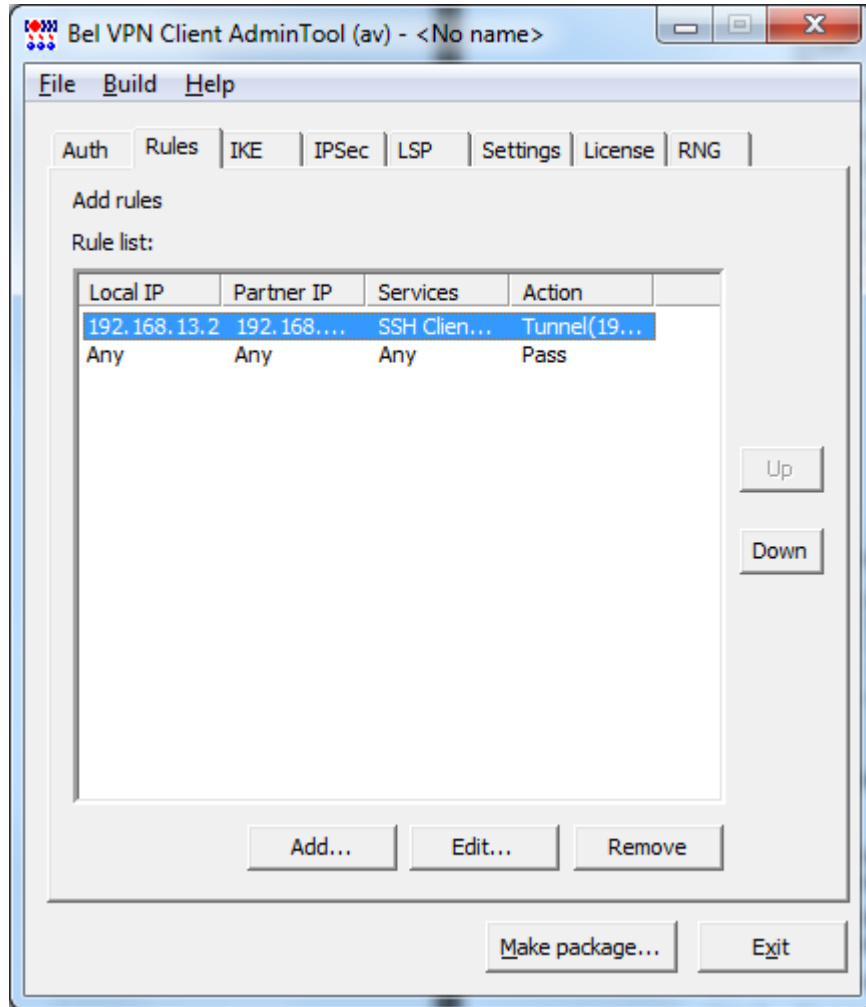 Bel VPN Client AdminTool (av) - <No name>
File Build Help
Auth Rules IKE IPSec LSP Settings License RNG
Add rules
Rule list:
Local IP Partner IP Services Action
192.168.13.2 192.168.... SSH Clien... Tunnel(19...
Any Any Any Pass
Up
Down
Add... Edit... Remove
Make package... Exit